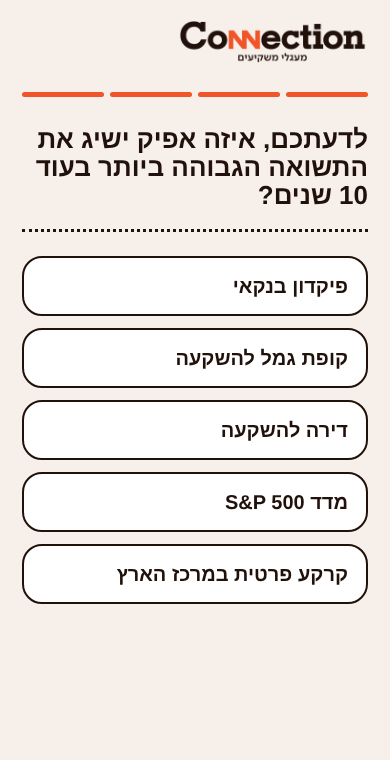 Connection
מעגלי משקיעים
לדעתכם, איזה אפיק ישיג את
התשואה הגבוהה ביותר בעוד
10 שנים?
פיקדון בנקאי
קופת גמל להשקעה
דירה להשקעה
מדד S&P 500
קרקע פרטית במרכז הארץ